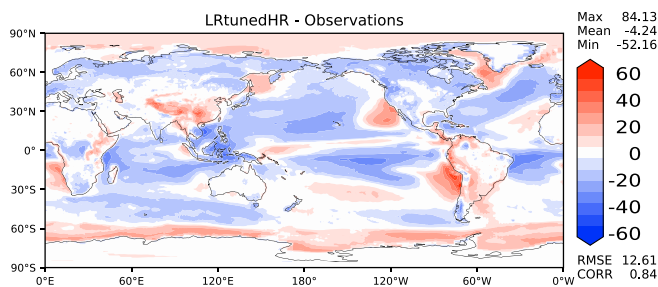 LRtunedHR - Observations
Max 84.13
Mean -4.24
Min -52.16
90°N
60°N
30°N
0°
30°S
60°S
90°S
0°E
60°E
120°E
180°
120°W
60°W
0°W
60
40
20
0
-20
-40
-60
RMSE 12.61
CORR 0.84